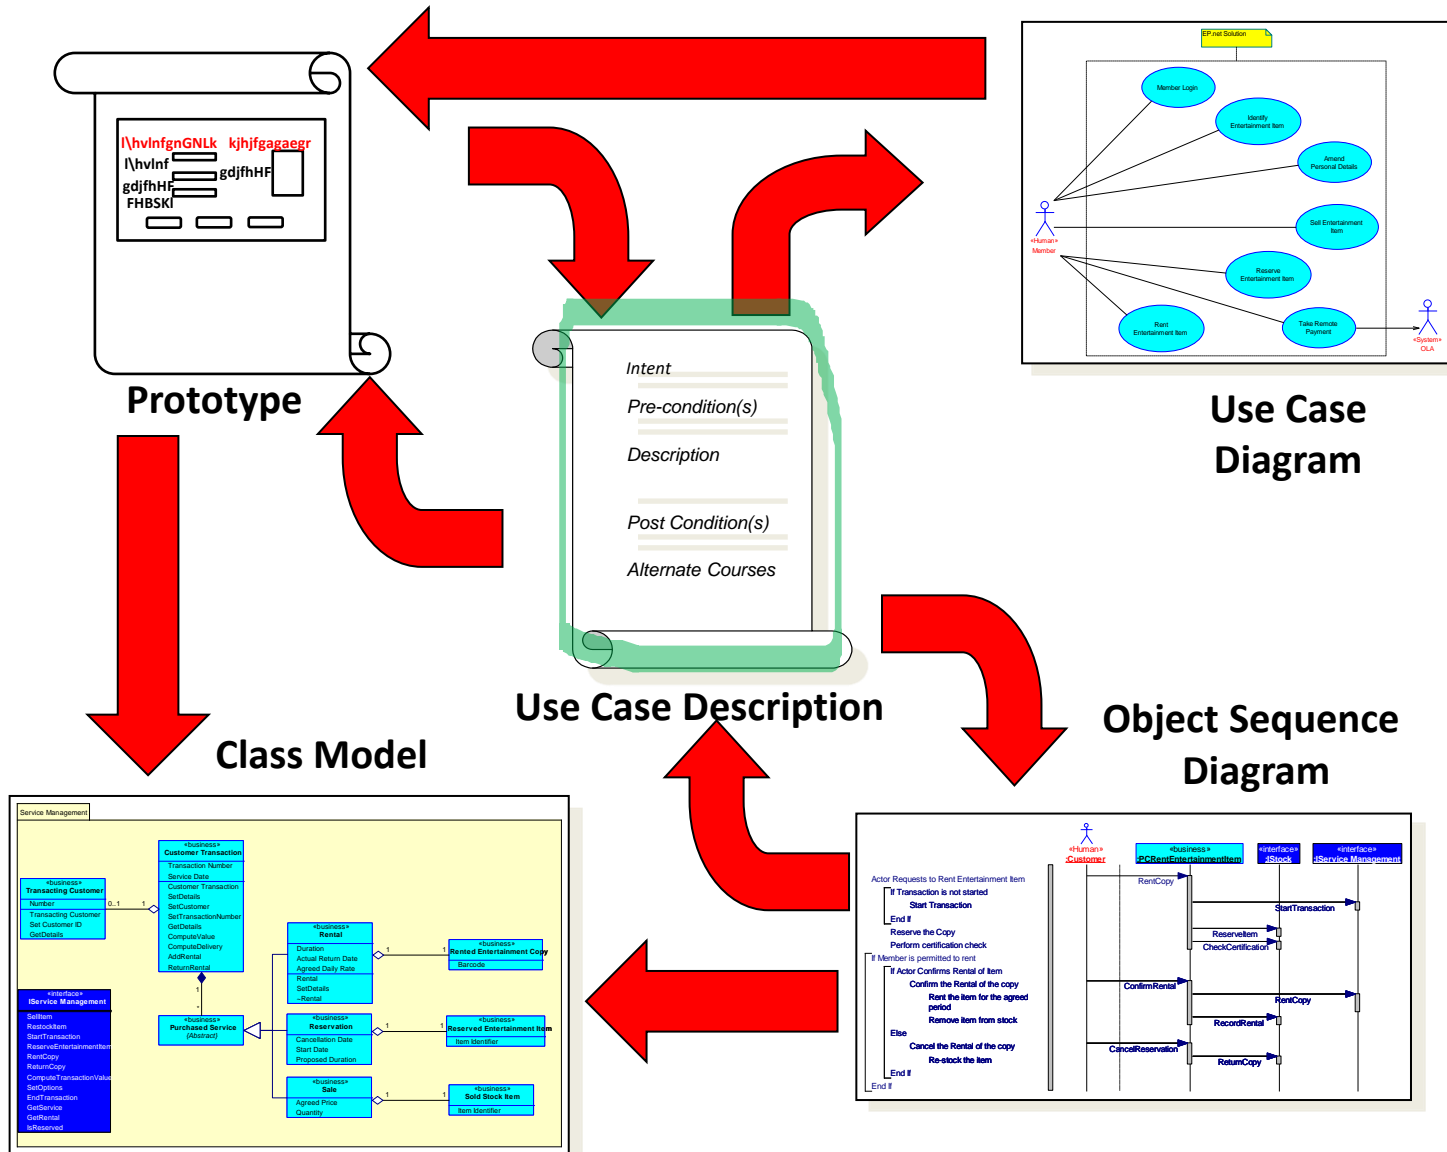 EP.net Solution
Member Login
Identify
Entertainment Item
Amend
Personal Details
Sell Entertainment
Item
Reserve
Entertainment Item
Rent
Entertainment Item
Take Remote
Payment
«Human»
Member
«System»
OLA
Use Case
Diagram
l\hvlnfgnGNLk kjhjfgagaegr
l\hvlnf
gdjfhHF
gdjfhHF
FHBSKl
Prototype
Intent
Pre-condition(s)
Description
Post Condition(s)
Alternate Courses
Use Case Description
Class Model
Service Management
«business»
Transacting Customer
Number
Transacting Customer
Set Customer ID
GetDetails
0..1
1
«business»
Customer Transaction
Transaction Number
Service Date
Customer Transaction
SetDetails
SetCustomer
SetTransactionNumber
GetDetails
ComputeValue
ComputeDelivery
AddRental
ReturnRental
1
*
«business»
Purchased Service
{Abstract}
«interface»
IService Management
SellItem
RestockItem
StartTransaction
ReserveEntertainmentItem
RentCopy
ReturnCopy
ComputeTransactionValue
SetOptions
EndTransaction
GetService
GetRental
IsReserved
«business»
Rental
Duration
Actual Return Date
Agreed Daily Rate
Rental
SetDetails
~Rental
1
1
«business»
Rented Entertainment Copy
Barcode
«business»
Reservation
Cancellation Date
Start Date
Proposed Duration
1
1
«business»
Reserved Entertainment Item
Item Identifier
«business»
Sale
Agreed Price
Quantity
1
1
«business»
Sold Stock Item
Item Identifier
Object Sequence
Diagram
«Human»
:Customer
«business»
:PCRentEntertainmentItem
«interface»
:IStock
«interface»
:IService Management
Actor Requests to Rent Entertainment Item
If Transaction is not started
Start Transaction
End If
Reserve the Copy
Perform certification check
If Member is permitted to rent
If Actor Confirms Rental of Item
Confirm the Rental of the copy
Rent the item for the agreed
period
Remove item from stock
Else
Cancel the Rental of the copy
Re-stock the item
End If
End If
RentCopy
StartTransaction
ReserveItem
CheckCertification
ConfirmRental
RentCopy
RecordRental
CancelReservation
ReturnCopy